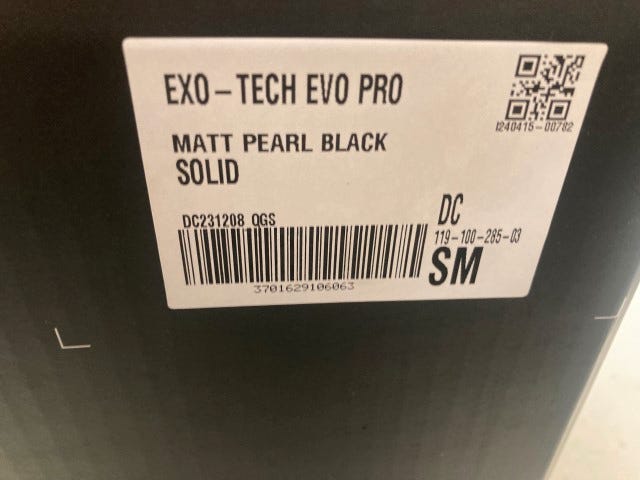 EXO-TECH EVO PRO
I240415-00782
MATT PEARL BLACK
SOLID
DC231208 QGS
3701629106063
DC
119-100-285-03
SM